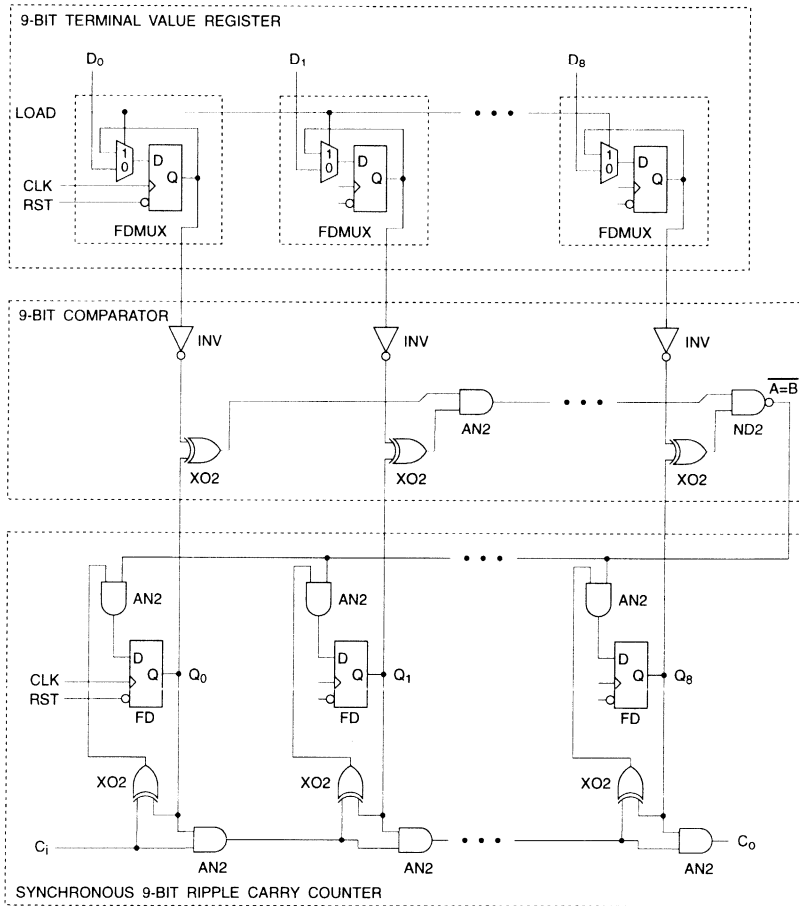 9-BIT TERMINAL VALUE REGISTER
D0 D1 D8
LOAD
1 0 D Q 1 0 D Q 1 0 D Q
CLK
RST
FDMUX FDMUX FDMUX
9-BIT COMPARATOR
INV INV INV
A=B
AN2 ND2
XO2 XO2 XO2
AN2 AN2 AN2
D Q Q0 D Q Q1 D Q Q8
CLK
RST
FD FD FD
XO2 XO2 XO2
Ci Co
AN2 AN2 AN2
SYNCHRONOUS 9-BIT RIPPLE CARRY COUNTER